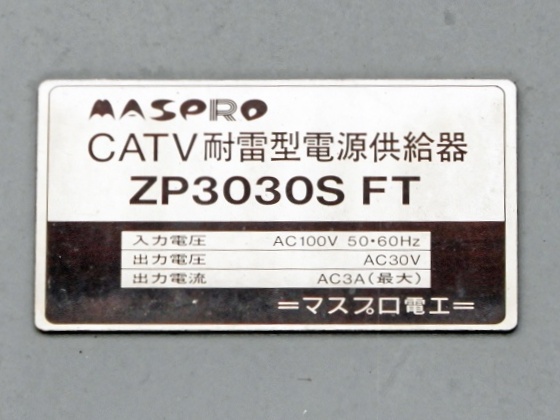 MASPRO
CATV耐雷型電源供給器
ZP3030S FT
入力電圧 AC100V 50・60Hz
出力電圧 AC30V
出力電流 AC3A(最大)
=マスプロ電工=